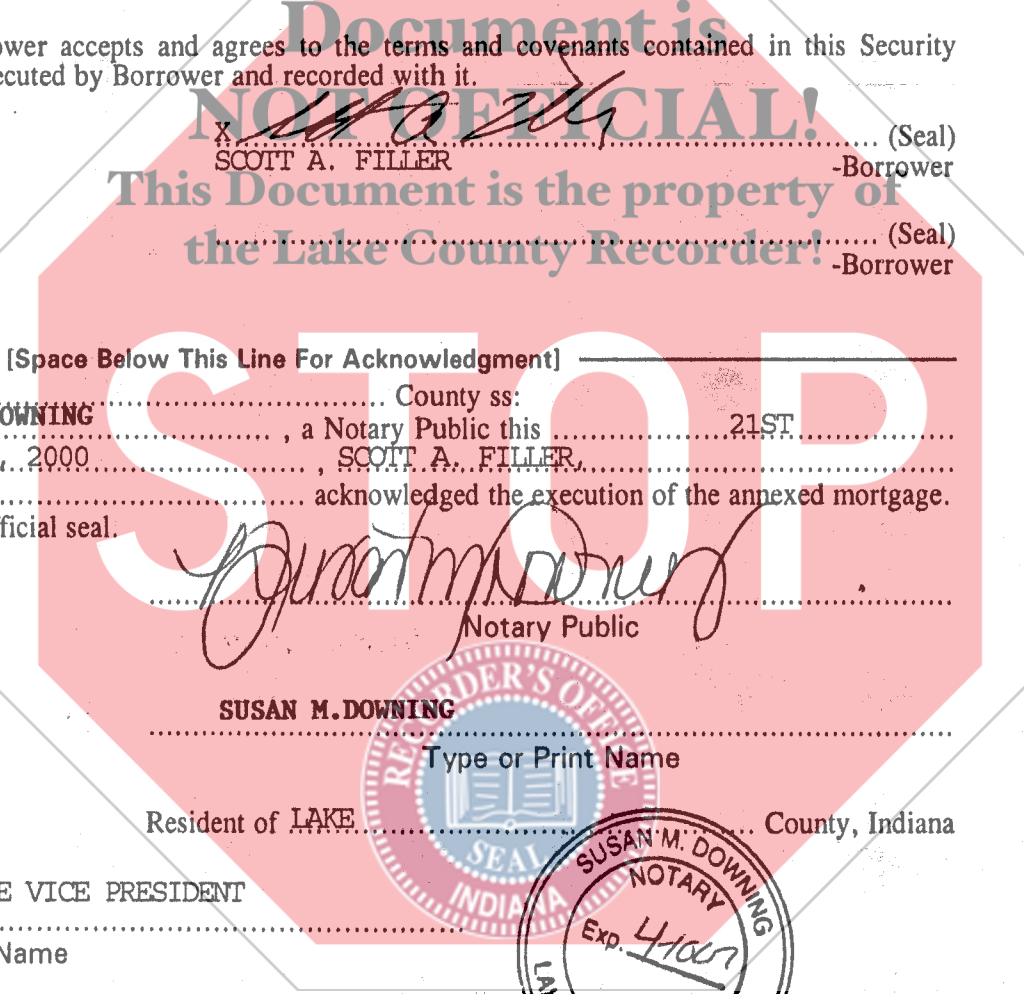 Document is
ower accepts and agrees to the terms and covenants contained in this Security
ecuted by Borrower and recorded with it.
NOT OFFICIAL!
X (Seal)
SCOTT A. FILLER -Borrower
This Document is the property of
(Seal)
the Lake County Recorder!
-Borrower
STOP
[Space Below This Line For Acknowledgment]
County ss:
OWNING , a Notary Public this 21ST
, 2000 , SCOTT A. FILLER,
acknowledged the execution of the annexed mortgage.
fficial seal.
Susan M Downing
Notary Public
RECORDER'S OFFICE
SUSAN M.DOWNING
Type or Print Name
Resident of LAKE County, Indiana
SEAL
INDIANA
SUSAN M. DOWNING
NOTARY
Exp.
E VICE PRESIDENT
Name
LA